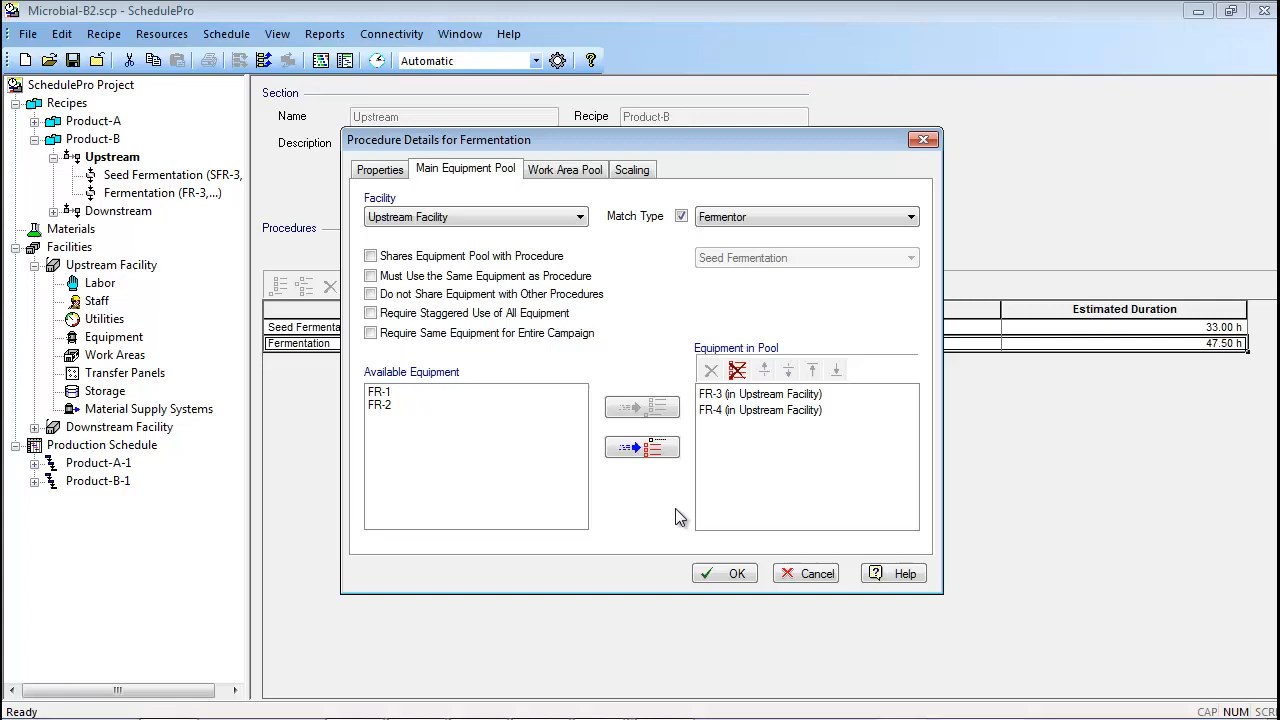 Microbial-B2.scp - SchedulePro
File Edit Recipe Resources Schedule View Reports Connectivity Window Help
Automatic
SchedulePro Project
Recipes
Product-A
Product-B
Upstream
Seed Fermentation (SFR-3,
Fermentation (FR-3,...)
Downstream
Materials
Facilities
Upstream Facility
Labor
Staff
Utilities
Equipment
Work Areas
Transfer Panels
Storage
Material Supply Systems
Downstream Facility
Production Schedule
Product-A-1
Product-B-1
Section
Name Upstream Recipe Product-B
Description
Procedures
Estimated Duration
Seed Fermenta 33.00 h
Fermentation 47.50 h
Procedure Details for Fermentation
Properties Main Equipment Pool Work Area Pool Scaling
Facility
Upstream Facility Match Type Fermentor
Shares Equipment Pool with Procedure Seed Fermentation
Must Use the Same Equipment as Procedure
Do not Share Equipment with Other Procedures
Require Staggered Use of All Equipment
Require Same Equipment for Entire Campaign
Equipment in Pool
Available Equipment
FR-1
FR-2
FR-3 (in Upstream Facility)
FR-4 (in Upstream Facility)
OK Cancel Help
Ready
CAP NUM SCRL